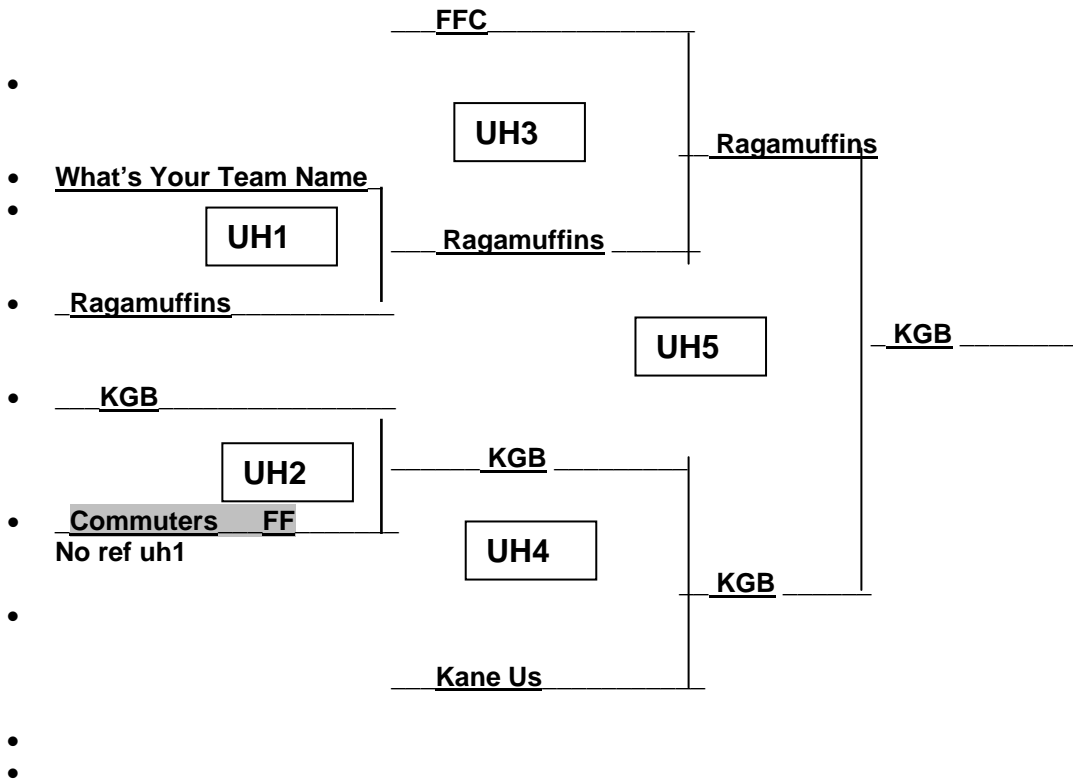 FFC
UH3
Ragamuffins
What's Your Team Name
UH1
Ragamuffins
Ragamuffins
UH5
KGB
KGB
UH2
KGB
Commuters FF
No ref uh1
UH4
KGB
Kane Us